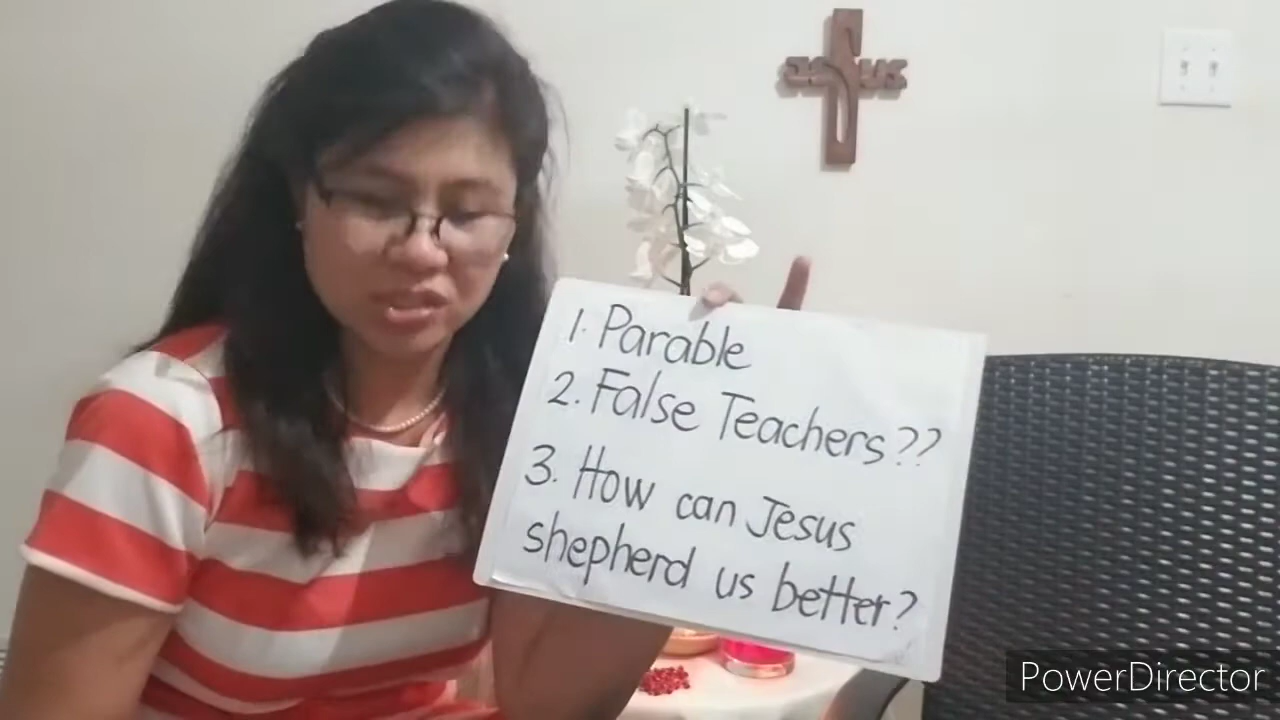 Jesus
1. Parable
2. False Teachers??
3. How can Jesus
shepherd us better?
PowerDirector